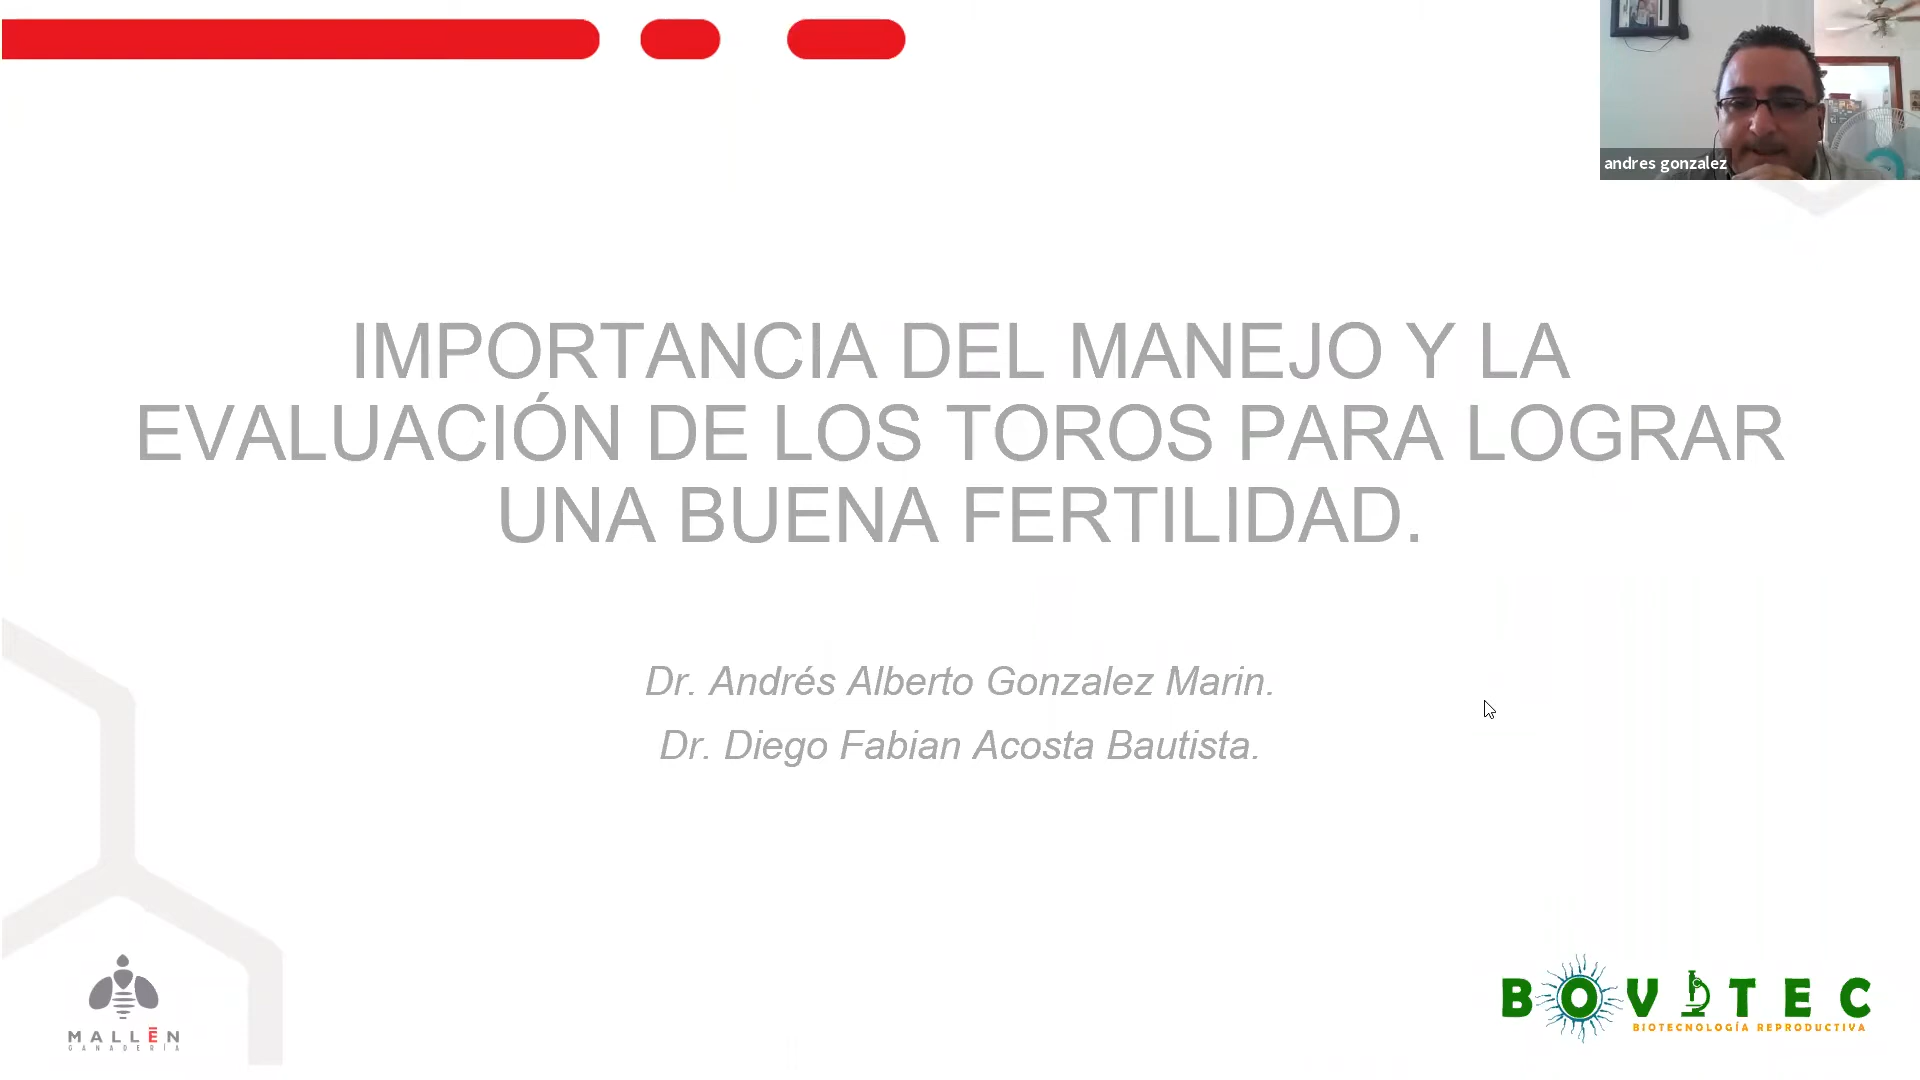 andres gonzalez
IMPORTANCIA DEL MANEJO Y LA
EVALUACIÓN DE LOS TOROS PARA LOGRAR
UNA BUENA FERTILIDAD.
Dr. Andrés Alberto Gonzalez Marin.
Dr. Diego Fabian Acosta Bautista.
MALLĒN
GANADERÍA
BOVITEC
BIOTECNOLOGÍA REPRODUCTIVA